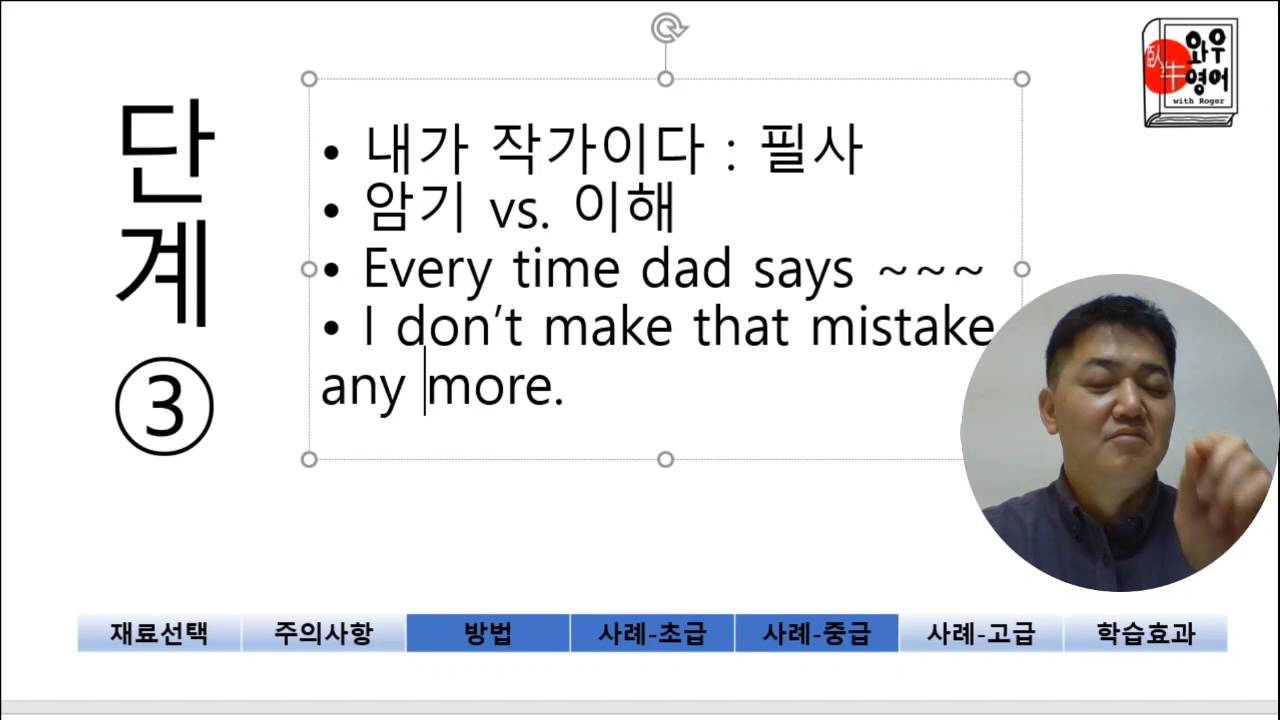 단
계
③
• 내가 작가이다 : 필사
• 암기 vs. 이해
• Every time dad says ~~~
• I don’t make that mistake
any more.
臥牛
와우
영어
with Roger
재료선택 주의사항 방법 사례-초급 사례-중급 사례-고급 학습효과